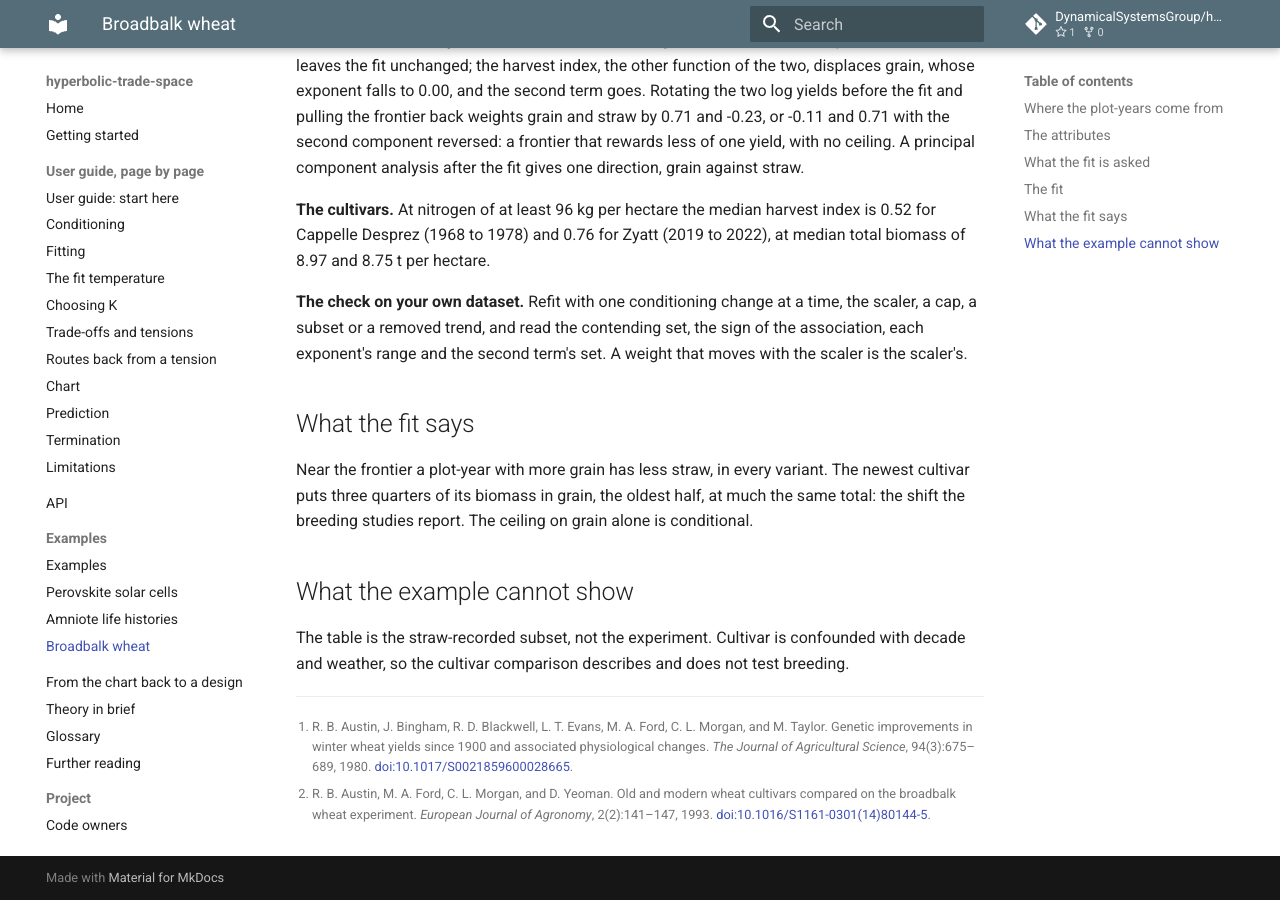 Broadbalk wheat
Search
DynamicalSystemsGroup/h...
1 0
hyperbolic-trade-space
Home
Getting started
User guide, page by page
User guide: start here
Conditioning
Fitting
The fit temperature
Choosing K
Trade-offs and tensions
Routes back from a tension
Chart
Prediction
Termination
Limitations
API
Examples
Examples
Perovskite solar cells
Amniote life histories
Broadbalk wheat
From the chart back to a design
Theory in brief
Glossary
Further reading
Project
Code owners
leaves the fit unchanged; the harvest index, the other function of the two, displaces grain, whose
exponent falls to 0.00, and the second term goes. Rotating the two log yields before the fit and
pulling the frontier back weights grain and straw by 0.71 and -0.23, or -0.11 and 0.71 with the
second component reversed: a frontier that rewards less of one yield, with no ceiling. A principal
component analysis after the fit gives one direction, grain against straw.
The cultivars. At nitrogen of at least 96 kg per hectare the median harvest index is 0.52 for
Cappelle Desprez (1968 to 1978) and 0.76 for Zyatt (2019 to 2022), at median total biomass of
8.97 and 8.75 t per hectare.
The check on your own dataset. Refit with one conditioning change at a time, the scaler, a cap, a
subset or a removed trend, and read the contending set, the sign of the association, each
exponent's range and the second term's set. A weight that moves with the scaler is the scaler's.
What the fit says
Near the frontier a plot-year with more grain has less straw, in every variant. The newest cultivar
puts three quarters of its biomass in grain, the oldest half, at much the same total: the shift the
breeding studies report. The ceiling on grain alone is conditional.
What the example cannot show
The table is the straw-recorded subset, not the experiment. Cultivar is confounded with decade
and weather, so the cultivar comparison describes and does not test breeding.
1. R. B. Austin, J. Bingham, R. D. Blackwell, L. T. Evans, M. A. Ford, C. L. Morgan, and M. Taylor. Genetic improvements in
winter wheat yields since 1900 and associated physiological changes. The Journal of Agricultural Science, 94(3):675–
689, 1980. doi:10.1017/S0021859600028665.
2. R. B. Austin, M. A. Ford, C. L. Morgan, and D. Yeoman. Old and modern wheat cultivars compared on the broadbalk
wheat experiment. European Journal of Agronomy, 2(2):141–147, 1993. doi:10.1016/S1161-0301(14)80144-5.
Table of contents
Where the plot-years come from
The attributes
What the fit is asked
The fit
What the fit says
What the example cannot show
Made with Material for MkDocs